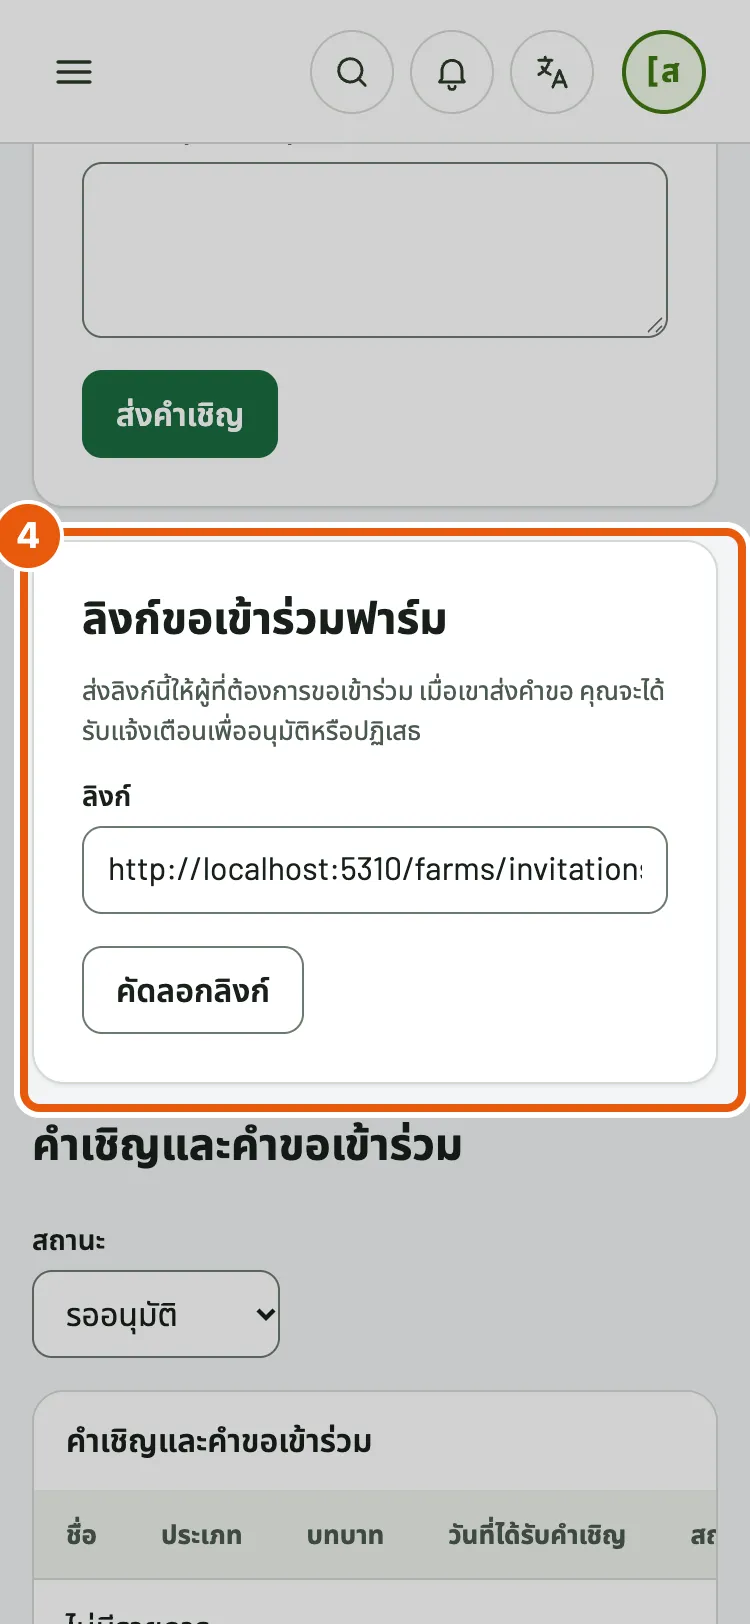 [ส
ส่งคำเชิญ
4
ลิงก์ขอเข้าร่วมฟาร์ม
ส่งลิงก์นี้ให้ผู้ที่ต้องการขอเข้าร่วม เมื่อเขาส่งคำขอ คุณจะได้
รับแจ้งเตือนเพื่ออนุมัติหรือปฏิเสธ
ลิงก์
http://localhost:5310/farms/invitations
คัดลอกลิงก์
คำเชิญและคำขอเข้าร่วม
สถานะ
รออนุมัติ
คำเชิญและคำขอเข้าร่วม
ชื่อ ประเภท บทบาท วันที่ได้รับคำเชิญ